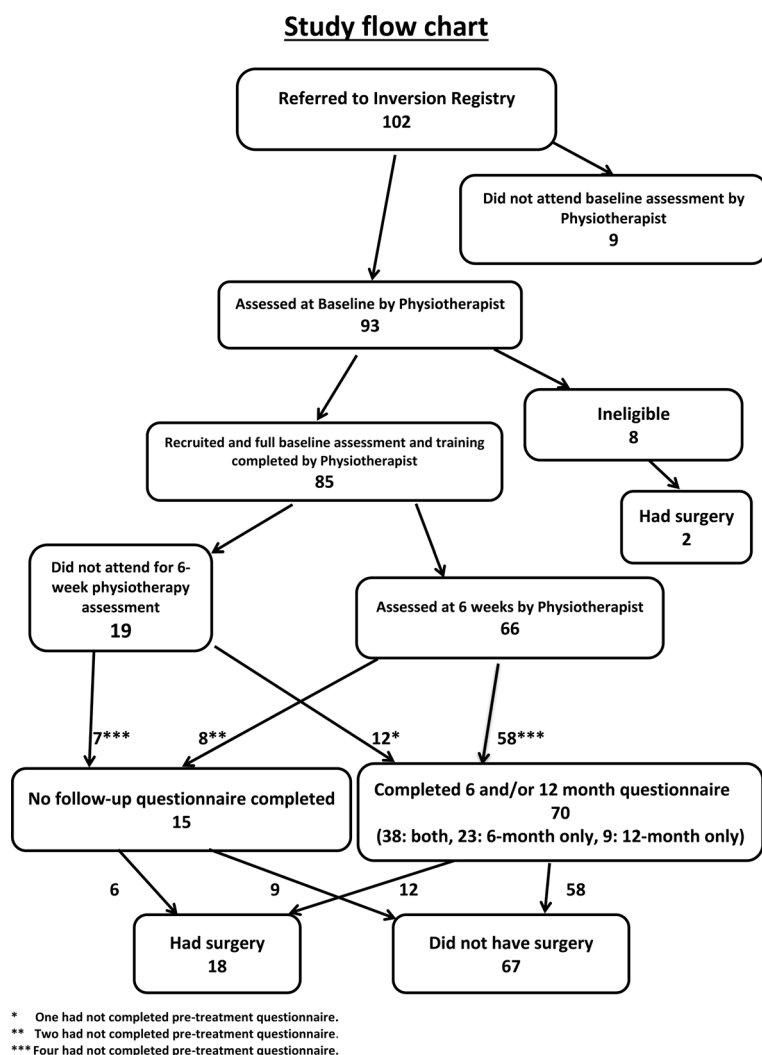 Study flow chart
Referred to Inversion Registry
102
Did not attend baseline assessment by
Physiotherapist
9
Assessed at Baseline by Physiotherapist
93
Ineligible
8
Recruited and full baseline assessment and training
completed by Physiotherapist
85
Had surgery
2
Did not attend for 6-
week physiotherapy
assessment
19
Assessed at 6 weeks by Physiotherapist
66
7***
8**
12*
58***
No follow-up questionnaire completed
15
Completed 6 and/or 12 month questionnaire
70
(38: both, 23: 6-month only, 9: 12-month only)
6
9
12
58
Had surgery
18
Did not have surgery
67
* One had not completed pre-treatment questionnaire.
** Two had not completed pre-treatment questionnaire.
*** Four had not completed pre-treatment questionnaire.